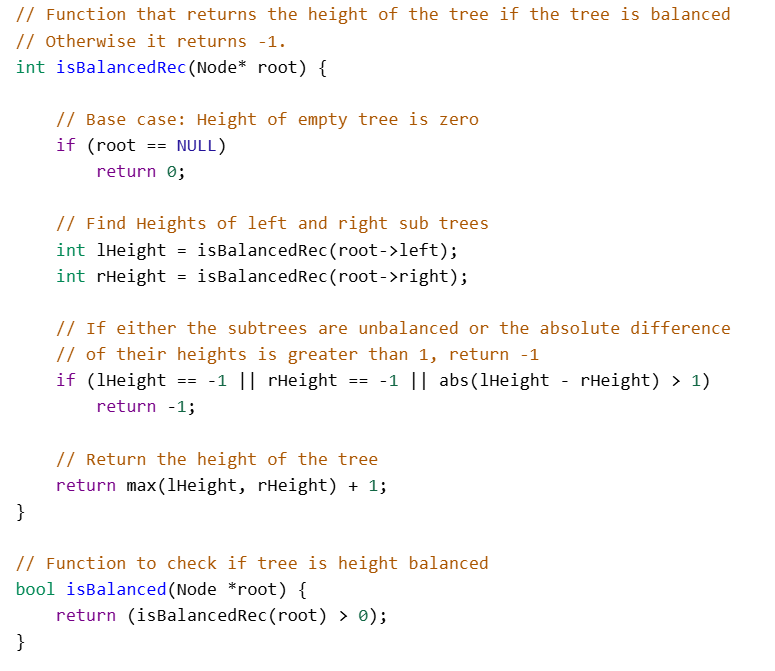 // Function that returns the height of the tree if the tree is balanced
// Otherwise it returns -1.
int isBalancedRec(Node* root) {
    // Base case: Height of empty tree is zero
    if (root == NULL)
        return 0;
    // Find Heights of left and right sub trees
    int lHeight = isBalancedRec(root->left);
    int rHeight = isBalancedRec(root->right);
    // If either the subtrees are unbalanced or the absolute difference
    // of their heights is greater than 1, return -1
    if (lHeight == -1 || rHeight == -1 || abs(lHeight - rHeight) > 1)
        return -1;
    // Return the height of the tree
    return max(lHeight, rHeight) + 1;
}
// Function to check if tree is height balanced
bool isBalanced(Node *root) {
    return (isBalancedRec(root) > 0);
}